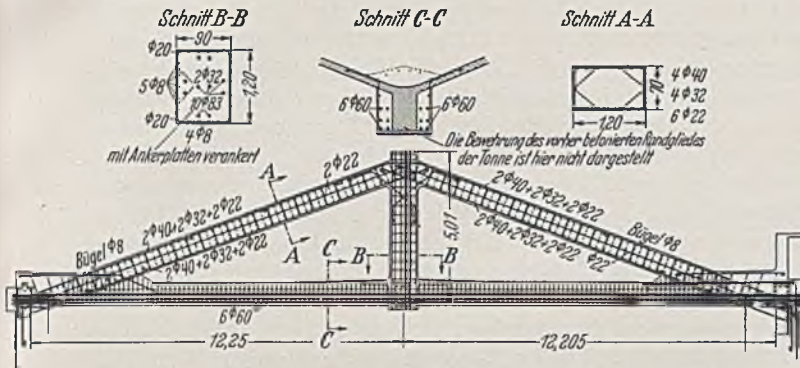 Schnitt B-B
90
Φ20
5Φ8
2Φ32
10Φ83
1,20
Φ20
4Φ8
mit Ankerplatten verankert
Schnitt C-C
6Φ60
6Φ60
Die Bewehrung des vorher betonierten Randgliedes
der Tonne ist hier nicht dargestellt
Schnitt A-A
70
1,20
4Φ40
4Φ32
6Φ22
A
A
2Φ22
2Φ40+2Φ32+2Φ22
2Φ40+2Φ32+2Φ22
Bügel Φ8
5,01
2Φ40+2Φ32+2Φ22
2Φ40+2Φ32+2Φ22
Φ22
Bügel Φ8
C
B
B
6Φ60
C
12,25
12,205